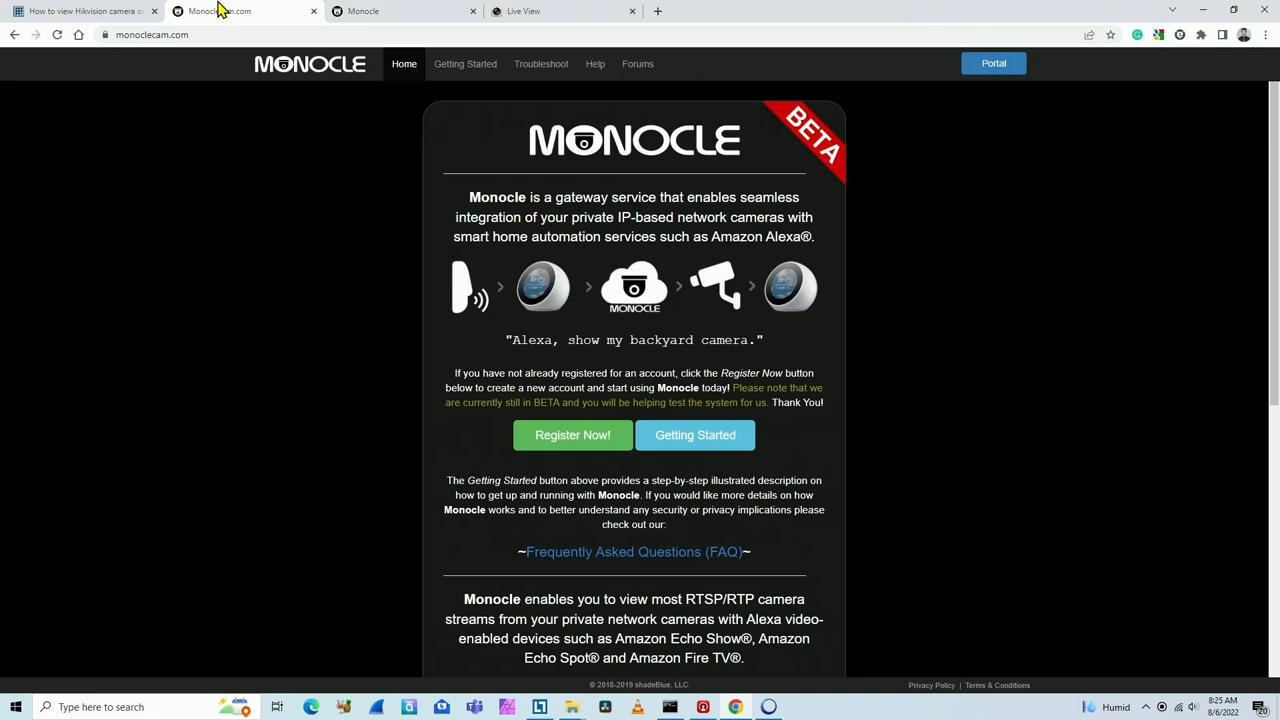 How to view Hikvision camera o
Monoclecam.com
Monocle
Live View
monoclecam.com
MONOCLE
Home
Getting Started
Troubleshoot
Help
Forums
Portal
BETA
MONOCLE
Monocle is a gateway service that enables seamless
integration of your private IP-based network cameras with
smart home automation services such as Amazon Alexa®.
MONOCLE
"Alexa, show my backyard camera."
If you have not already registered for an account, click the Register Now button
below to create a new account and start using Monocle today! Please note that we
are currently still in BETA and you will be helping test the system for us. Thank You!
Register Now!
Getting Started
The Getting Started button above provides a step-by-step illustrated description on
how to get up and running with Monocle. If you would like more details on how
Monocle works and to better understand any security or privacy implications please
check out our:
~Frequently Asked Questions (FAQ)~
Monocle enables you to view most RTSP/RTP camera
streams from your private network cameras with Alexa video-
enabled devices such as Amazon Echo Show®, Amazon
Echo Spot® and Amazon Fire TV®.
© 2018-2019 shadeBlue, LLC.
Privacy Policy | Terms & Conditions
Type here to search
Humid
8:25 AM
8/6/2022
20